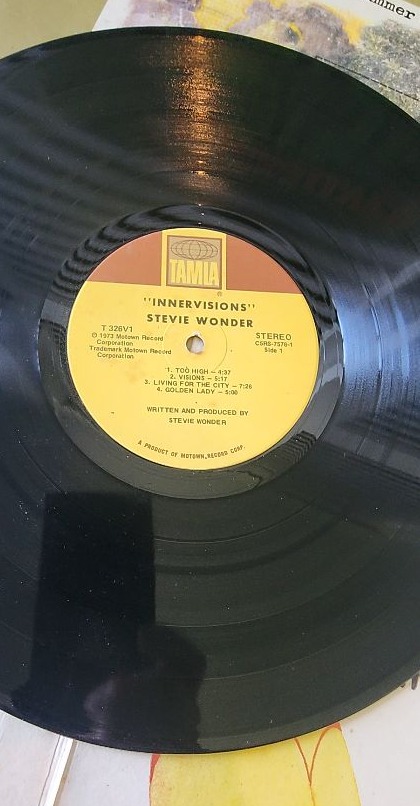 mmer
TAMLA
®
"INNERVISIONS"
STEVIE WONDER
T 326V1
℗ 1973 Motown Record
Corporation
Trademark Motown Record
Corporation
STEREO
CSRS-7576-1
Side 1
1. TOO HIGH – 4:37
2. VISIONS – 5:17
3. LIVING FOR THE CITY – 7:26
4. GOLDEN LADY – 5:00
WRITTEN AND PRODUCED BY
STEVIE WONDER
A PRODUCT OF MOTOWN RECORD CORP.